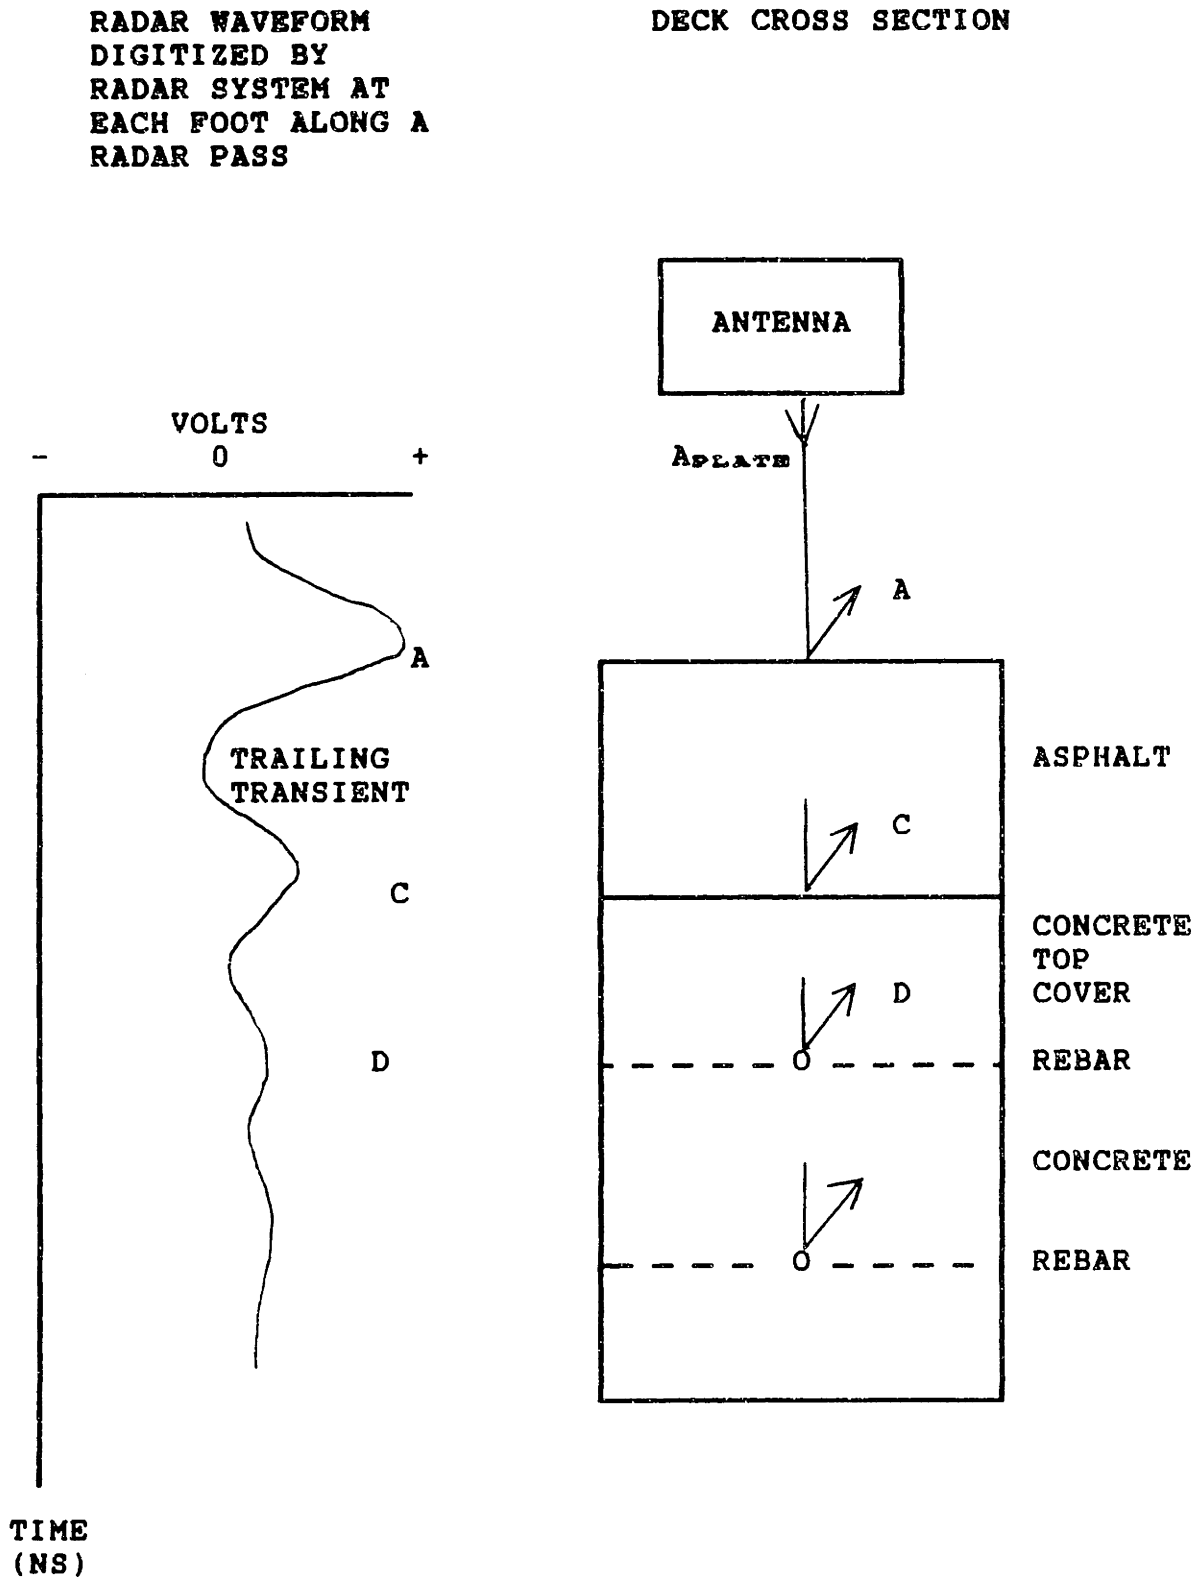 RADAR WAVEFORM
DIGITIZED BY
RADAR SYSTEM AT
EACH FOOT ALONG A
RADAR PASS
DECK CROSS SECTION
ANTENNA
VOLTS
- 0 +
APLATE
A
A
TRAILING
TRANSIENT
ASPHALT
C
C
CONCRETE
TOP
COVER
D
D
O
REBAR
CONCRETE
O
REBAR
TIME
(NS)